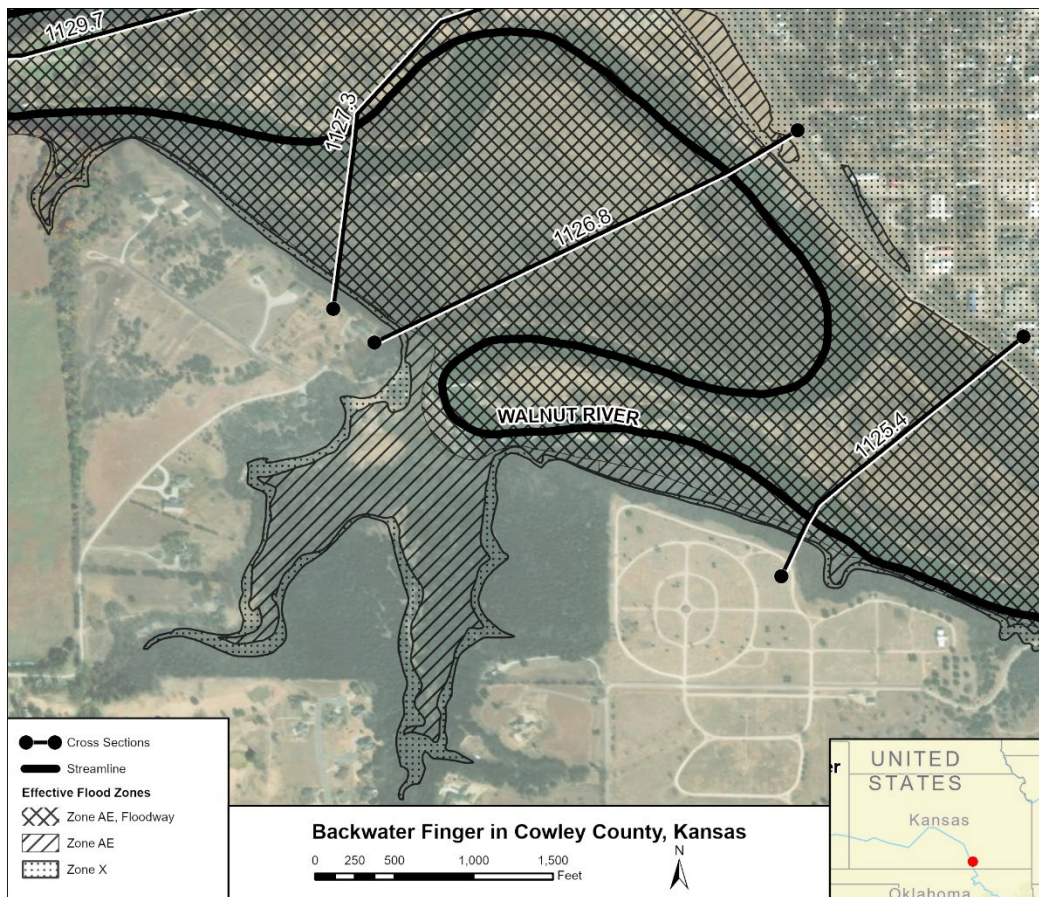 1129.7
1127.3
1126.8
WALNUT RIVER
1125.4
Cross Sections
Streamline
Effective Flood Zones
Zone AE, Floodway
Zone AE
Zone X
Backwater Finger in Cowley County, Kansas
0 250 500 1,000 1,500
Feet
N
er
UNITED
STATES
Kansas
Oklahoma